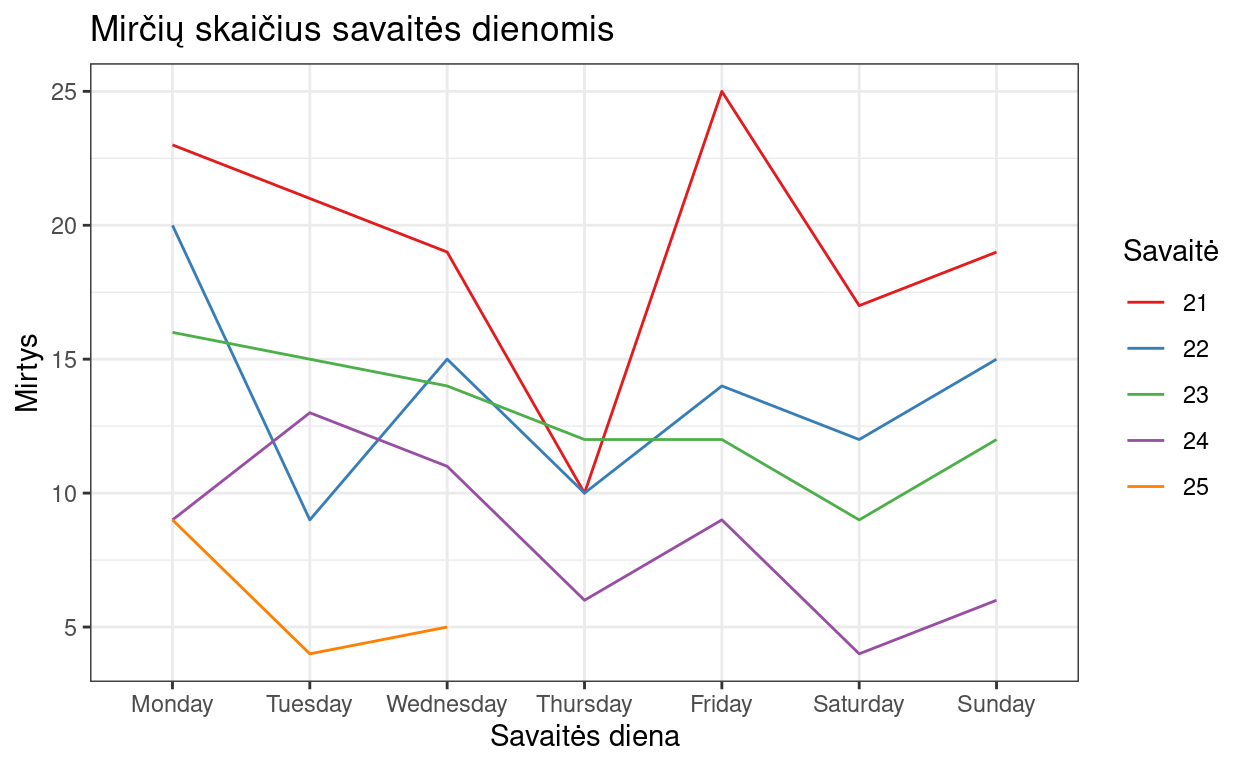 Mirčių skaičius savaitės dienomis
25
20
15
10
5
Mirtys
Monday Tuesday Wednesday Thursday Friday Saturday Sunday
Savaitės diena
Savaitė
21
22
23
24
25